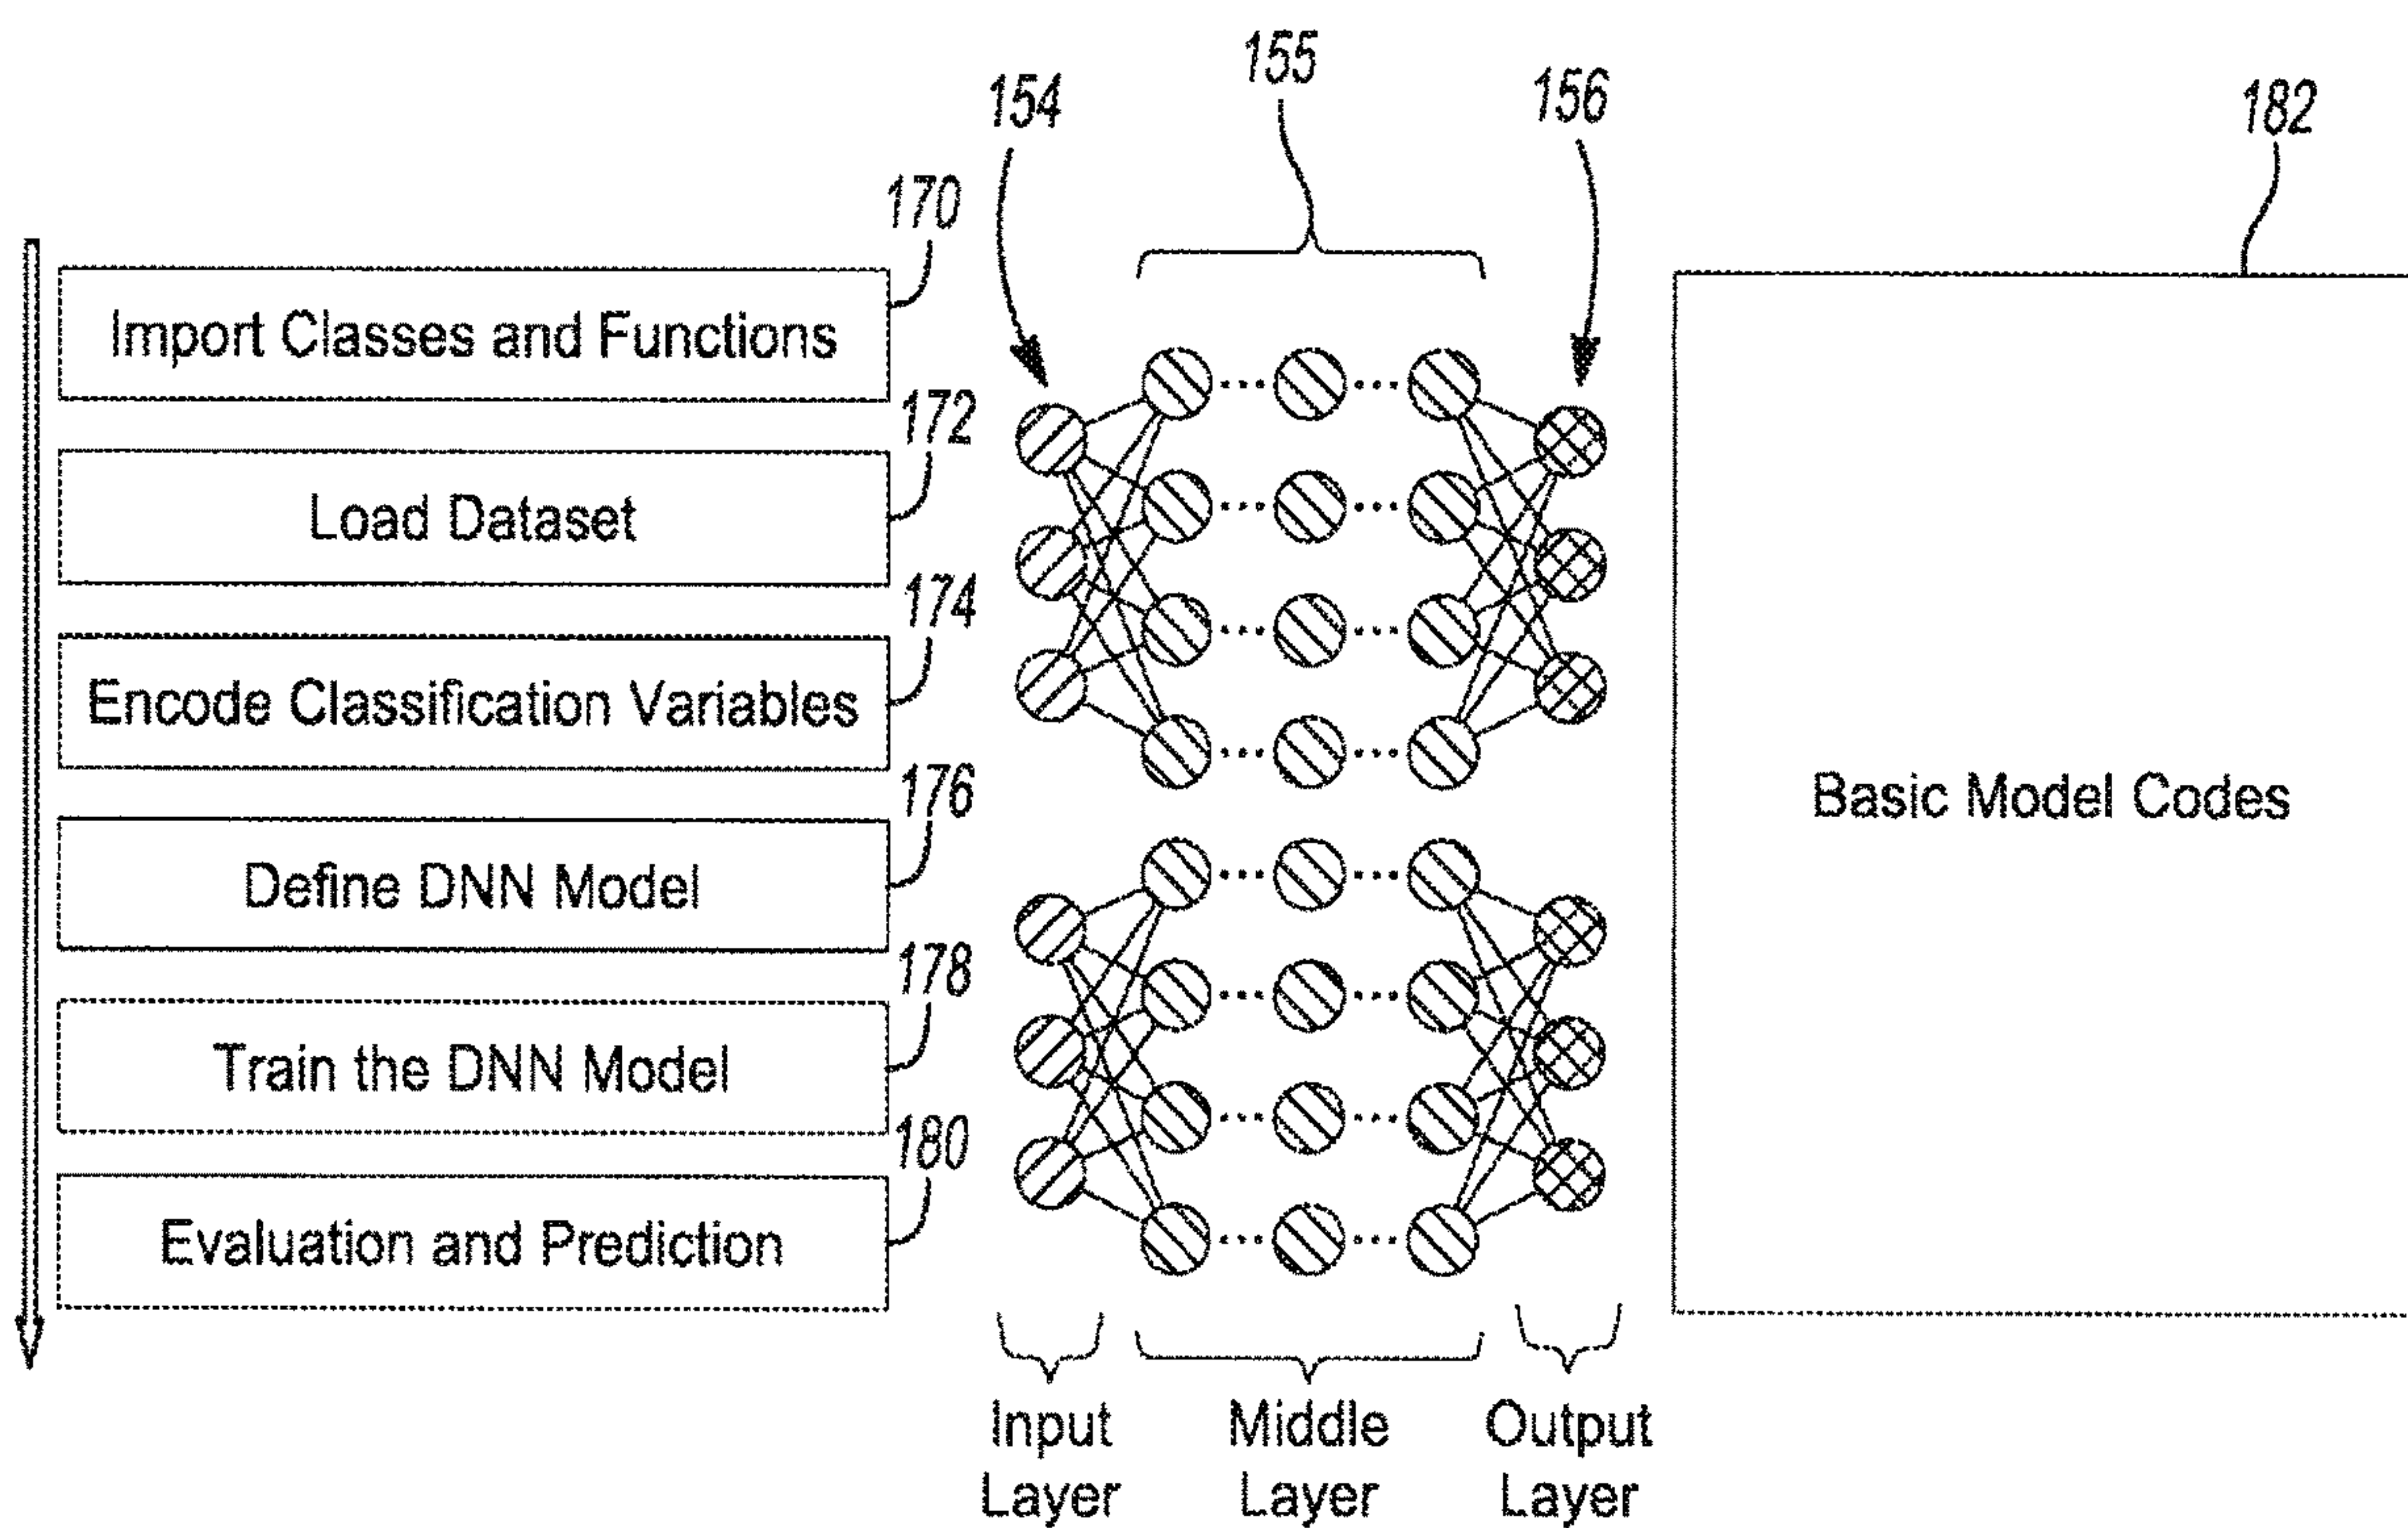 155
154
156
182
170
Import Classes and Functions
172
Load Dataset
174
Encode Classification Variables
176
Define DNN Model
178
Train the DNN Model
180
Evaluation and Prediction
Basic Model Codes
Input
Layer
Middle
Layer
Output
Layer